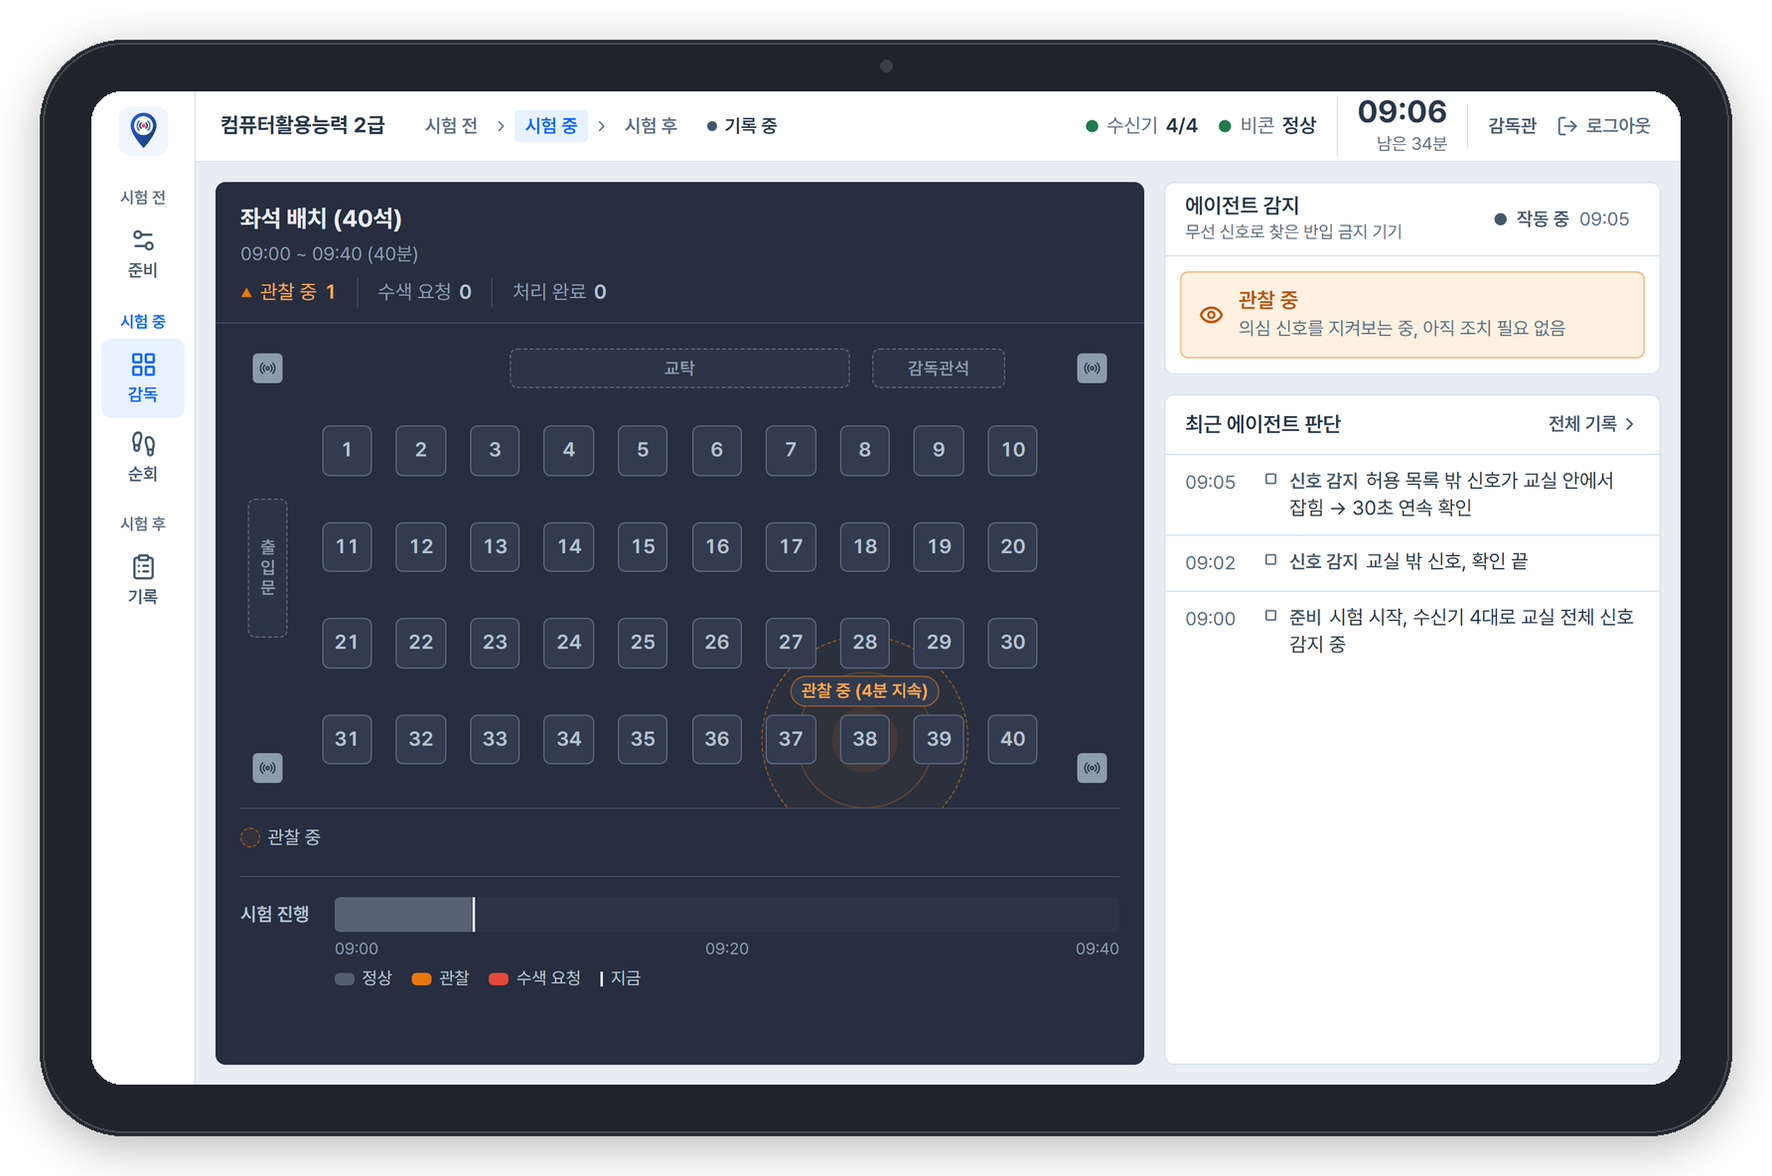 컴퓨터활용능력 2급
시험 전
시험 중
시험 후
기록 중
수신기 4/4
비콘 정상
09:06
남은 34분
감독관
로그아웃
시험 전
준비
시험 중
감독
순회
시험 후
기록
좌석 배치 (40석)
09:00 ~ 09:40 (40분)
관찰 중 1
수색 요청 0
처리 완료 0
교탁
감독관석
출입문
1 2 3 4 5 6 7 8 9 10
11 12 13 14 15 16 17 18 19 20
21 22 23 24 25 26 27 28 29 30
관찰 중 (4분 지속)
31 32 33 34 35 36 37 38 39 40
관찰 중
시험 진행
09:00 09:20 09:40
정상 관찰 수색 요청 지금
에이전트 감지
무선 신호로 찾은 반입 금지 기기
작동 중 09:05
관찰 중
의심 신호를 지켜보는 중, 아직 조치 필요 없음
최근 에이전트 판단
전체 기록
09:05 신호 감지 허용 목록 밖 신호가 교실 안에서
잡힘 → 30초 연속 확인
09:02 신호 감지 교실 밖 신호, 확인 끝
09:00 준비 시험 시작, 수신기 4대로 교실 전체 신호
감지 중